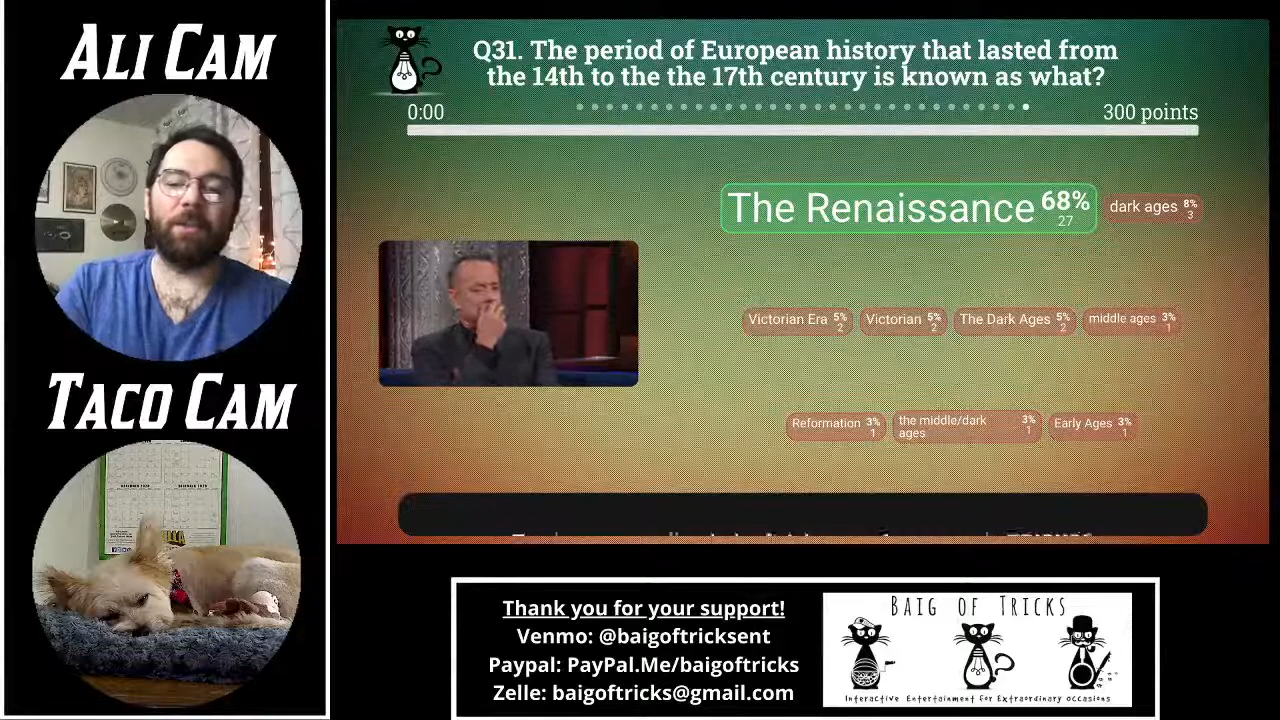 ALI CAM
TACO CAM
Q31. The period of European history that lasted from
the 14th to the the 17th century is known as what?
0:00
300 points
The Renaissance 68%
27
dark ages 8%
3
Victorian Era 5%
2
Victorian 5%
2
The Dark Ages 5%
2
middle ages 3%
1
Reformation 3%
1
the middle/dark
ages
3%
1
Early Ages 3%
1
Thank you for your support!
Venmo: @baigoftricksent
Paypal: PayPal.Me/baigoftricks
Zelle: baigoftricks@gmail.com
BAIG OF TRICKS
Interactive Entertainment for Extraordinary occasions